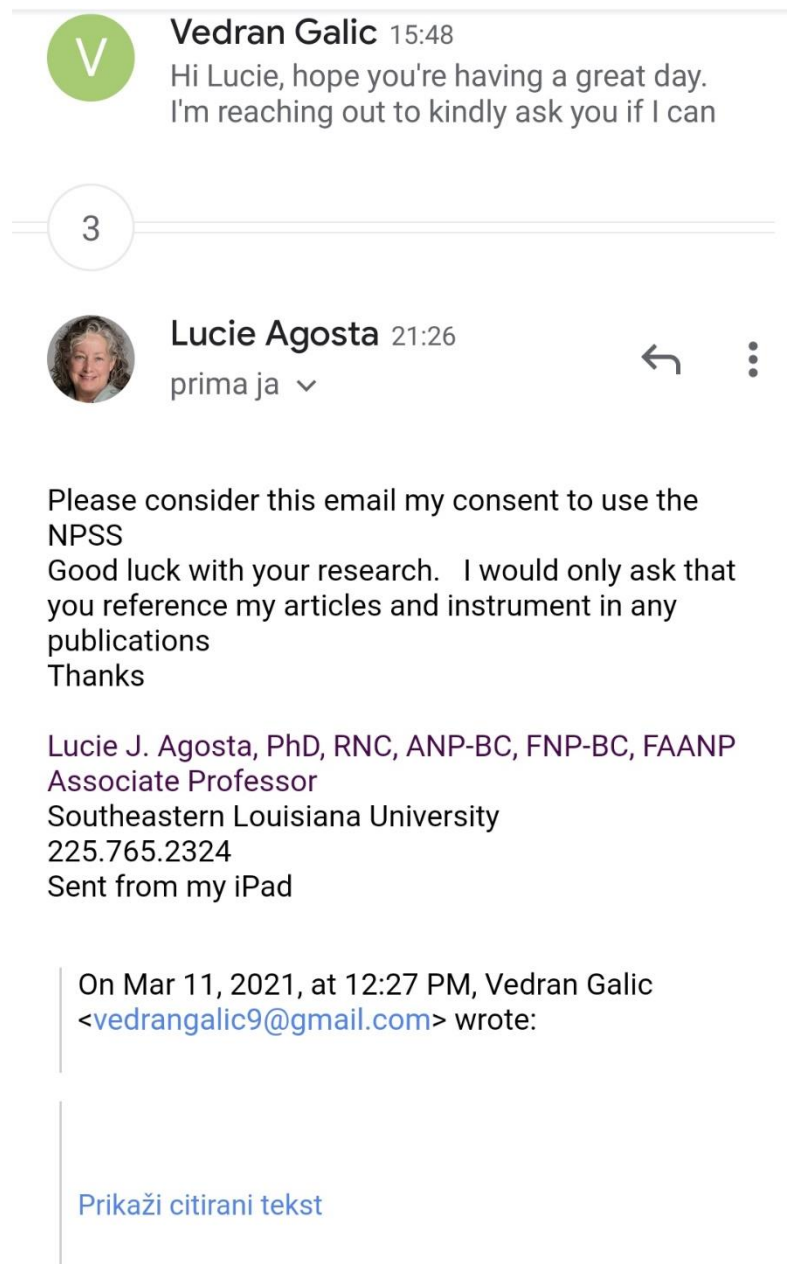 V
Vedran Galic 15:48
Hi Lucie, hope you're having a great day.
I'm reaching out to kindly ask you if I can
3
Lucie Agosta 21:26
prima ja
Please consider this email my consent to use the
NPSS
Good luck with your research. I would only ask that
you reference my articles and instrument in any
publications
Thanks
Lucie J. Agosta, PhD, RNC, ANP-BC, FNP-BC, FAANP
Associate Professor
Southeastern Louisiana University
225.765.2324
Sent from my iPad
On Mar 11, 2021, at 12:27 PM, Vedran Galic
<vedrangalic9@gmail.com> wrote:
Prikaži citirani tekst